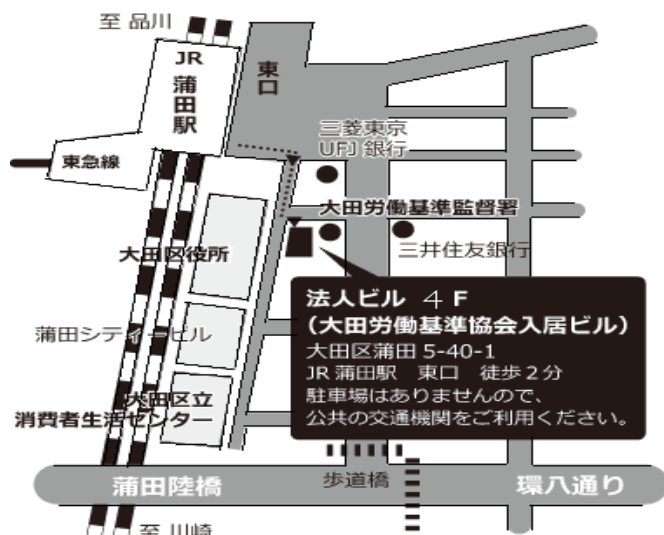 至 品川
JR
蒲田駅
東口
東急線
三菱東京
UFJ 銀行
大田労働基準監督署
三井住友銀行
大田区役所
蒲田シティービル
大田区立
消費者生活センター
法人ビル 4 F
(大田労働基準協会入居ビル)
大田区蒲田 5-40-1
JR 蒲田駅　東口　徒歩 2 分
駐車場はありませんので、
公共の交通機関をご利用ください。
歩道橋
蒲田陸橋
環八通り
至 川崎